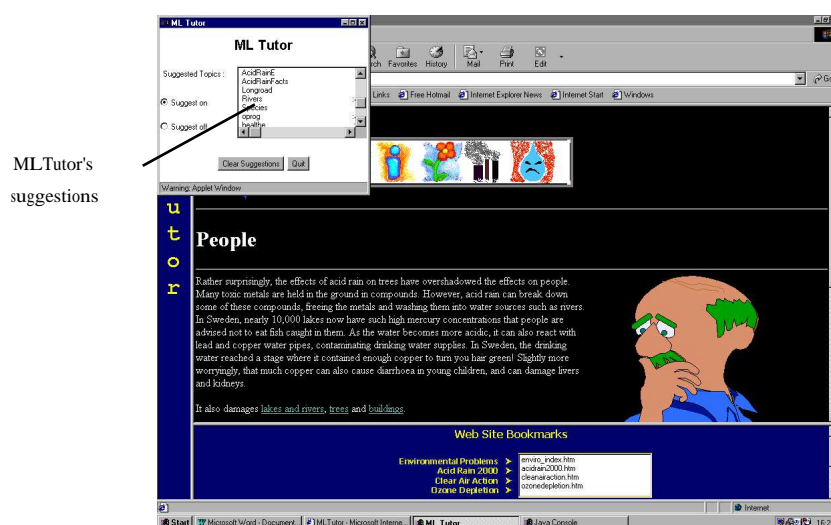 ML Tutor
ML Tutor
Suggested Topics :
AcidRainE
AcidRainFacts
Longroad
Rivers
Species
oprog
healthe
Suggest on
Suggest off
Clear Suggestions Quit
Warning: Applet Window
MLTutor's
suggestions
Favorites History Mail Print Edit
Links Free Hotmail Internet Explorer News Internet Start Windows
u
t
o
r
People
Rather surprisingly, the effects of acid rain on trees have overshadowed the effects on people.
Many toxic metals are held in the ground in compounds. However, acid rain can break down
some of these compounds, freeing the metals and washing them into water sources such as rivers.
In Sweden, nearly 10,000 lakes now have such high mercury concentrations that people are
advised not to eat fish caught in them. As the water becomes more acidic, it can also react with
lead and copper water pipes, contaminating drinking water supplies. In Sweden, the drinking
water reached a stage where it contained enough copper to turn you hair green! Slightly more
worryingly, that much copper can also cause diarrhoea in young children, and can damage livers
and kidneys.
It also damages lakes and rivers, trees and buildings.
Web Site Bookmarks
Environmental Problems
Acid Rain 2000
Clear Air Action
Ozone Depletion
enviro_index.htm
acidrain2000.htm
cleanairaction.htm
ozonedepletion.htm
Internet
Start Microsoft Word - Document MLTutor - Microsoft Interne... ML Tutor Java Console